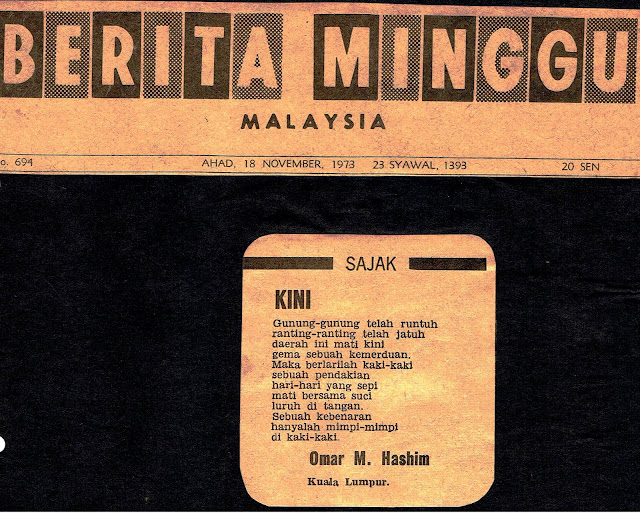 BERITA MINGGU
MALAYSIA
o. 694 AHAD, 18 NOVEMBER, 1973 23 SYAWAL, 1393 20 SEN
SAJAK
KINI
Gunung-gunung telah runtuh
ranting-ranting telah jatuh
daerah ini mati kini
gema sebuah kemerduan.
Maka berlarilah kaki-kaki
sebuah pendakian
hari-hari yang sepi
mati bersama suci
luruh di tangan.
Sebuah kebenaran
hanyalah mimpi-mimpi
di kaki-kaki.
Omar M. Hashim
Kuala Lumpur.